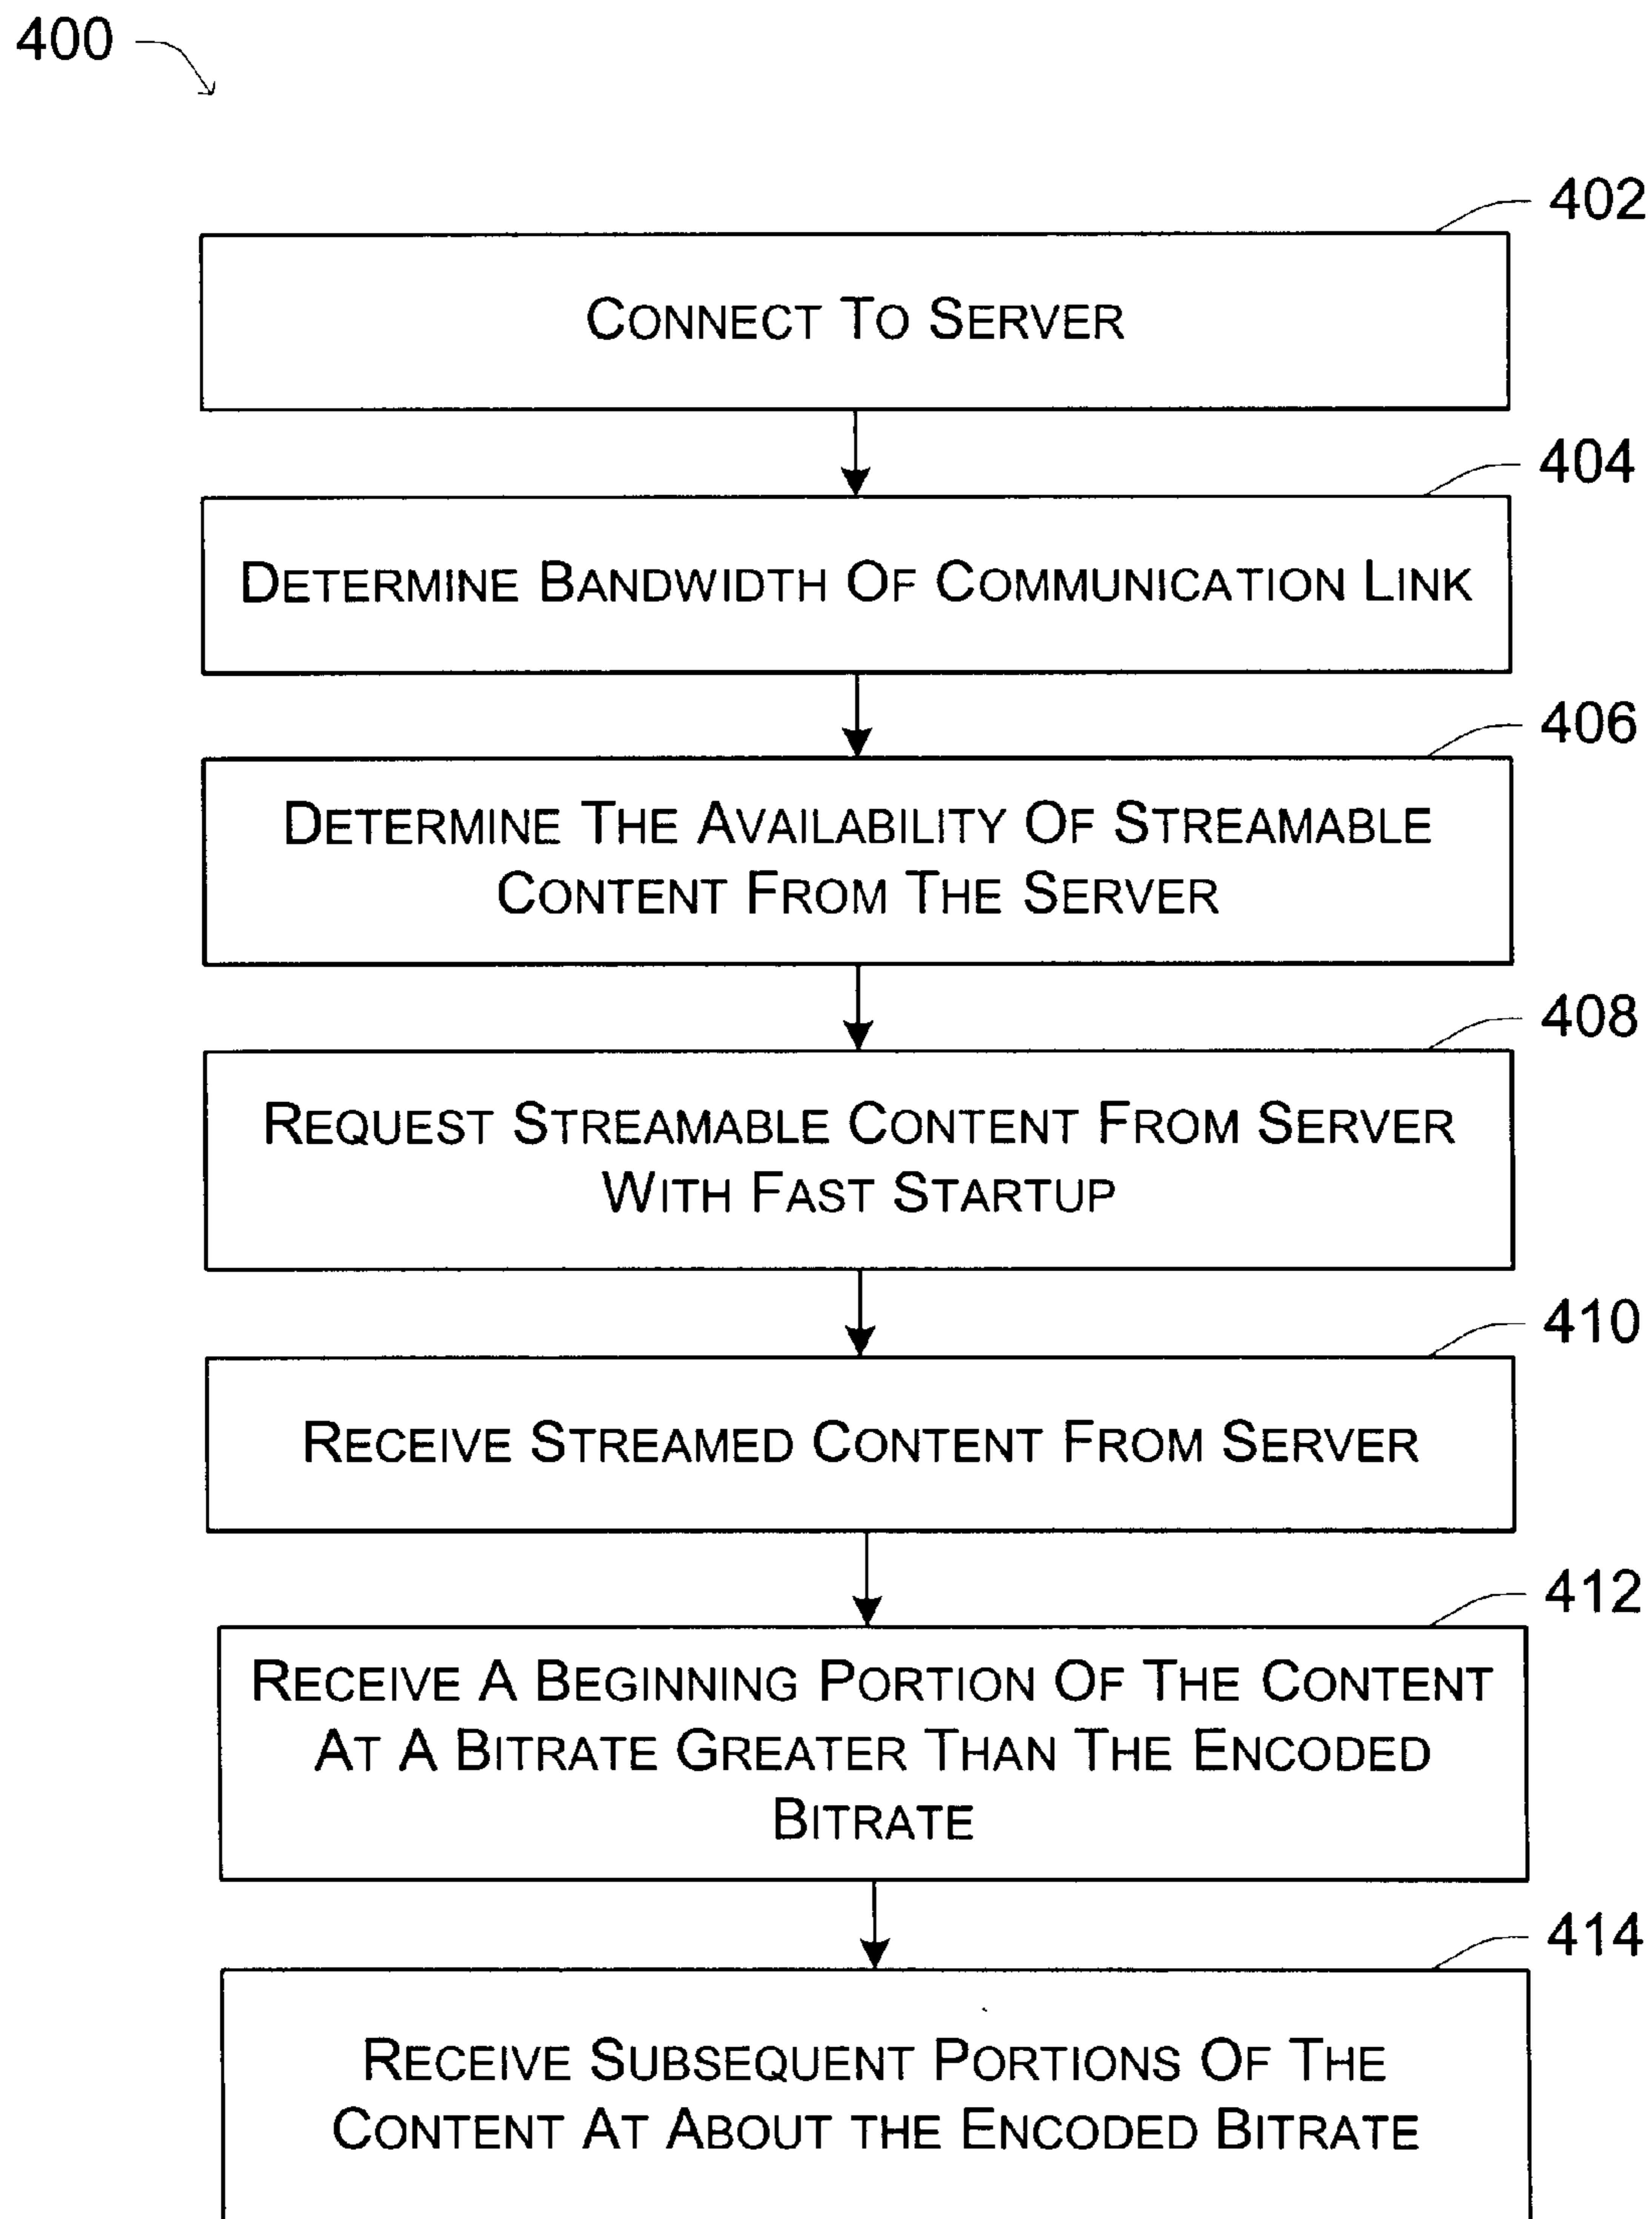 400
402
CONNECT TO SERVER
404
DETERMINE BANDWIDTH OF COMMUNICATION LINK
406
DETERMINE THE AVAILABILITY OF STREAMABLE
CONTENT FROM THE SERVER
408
REQUEST STREAMABLE CONTENT FROM SERVER
WITH FAST STARTUP
410
RECEIVE STREAMED CONTENT FROM SERVER
412
RECEIVE A BEGINNING PORTION OF THE CONTENT
AT A BITRATE GREATER THAN THE ENCODED
BITRATE
414
RECEIVE SUBSEQUENT PORTIONS OF THE
CONTENT AT ABOUT THE ENCODED BITRATE